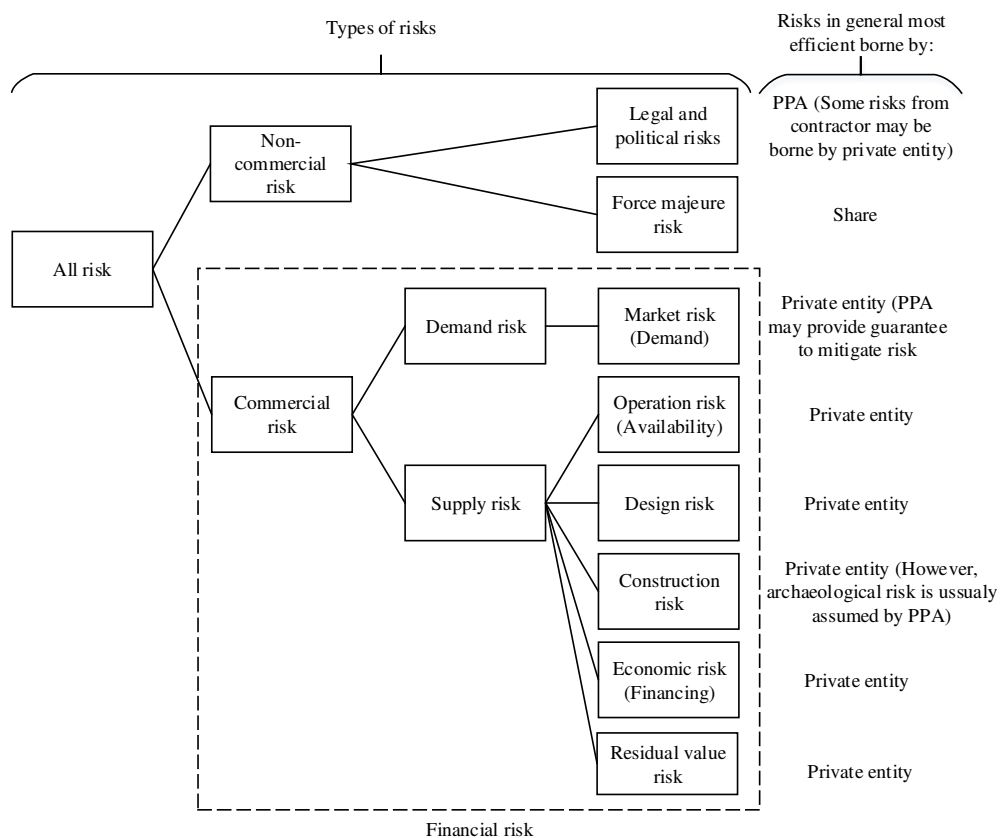 Types of risks
Risks in general most
efficient borne by:
Legal and
political risks
PPA (Some risks from
contractor may be
borne by private entity)
Non-
commercial
risk
Force majeure
risk
Share
All risk
Demand risk
Market risk
(Demand)
Private entity (PPA
may provide guarantee
to mitigate risk
Commercial
risk
Operation risk
(Availability)
Private entity
Supply risk
Design risk
Private entity
Construction
risk
Private entity (However,
archaeological risk is ussualy
assumed by PPA)
Economic risk
(Financing)
Private entity
Residual value
risk
Private entity
Financial risk